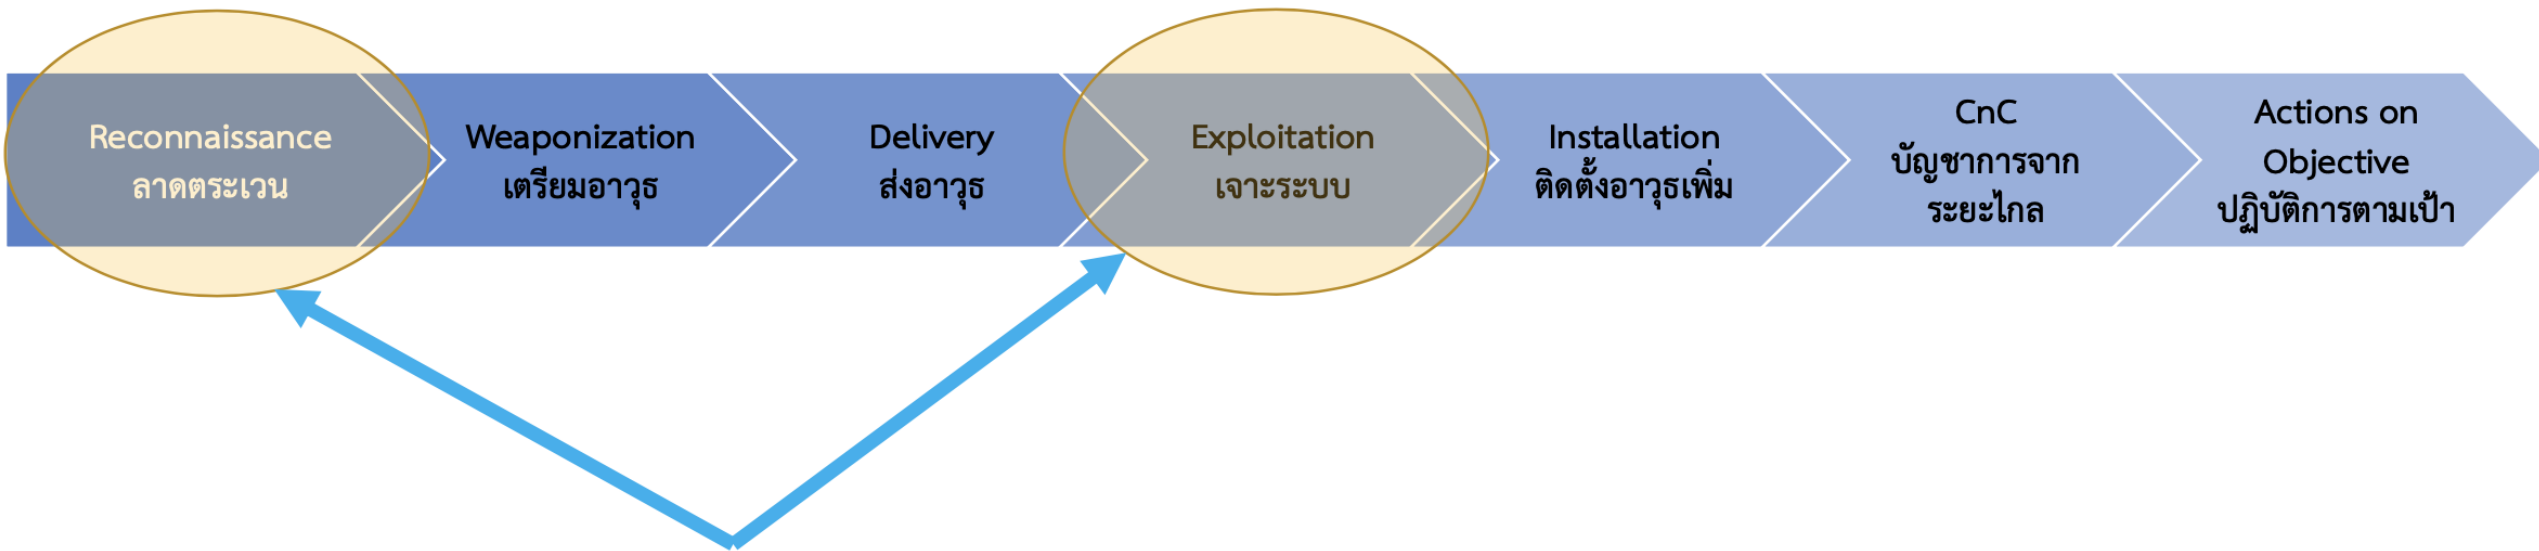 Reconnaissance
ลาดตระเวน
Weaponization
เตรียมอาวุธ
Delivery
ส่งอาวุธ
Exploitation
เจาะระบบ
Installation
ติดตั้งอาวุธเพิ่ม
CnC
บัญชาการจาก
ระยะไกล
Actions on
Objective
ปฏิบัติการตามเป้า